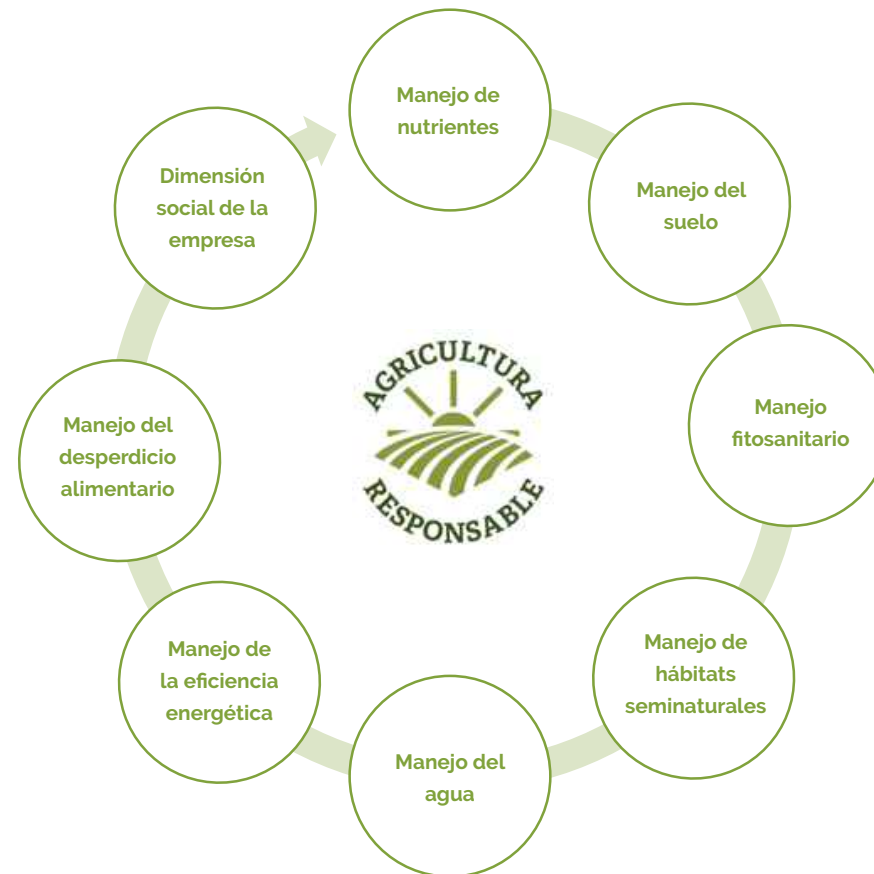 Manejo de
nutrientes
Manejo del
suelo
Manejo
fitosanitario
Manejo de
hábitats
seminaturales
Manejo del
agua
Manejo de
la eficiencia
energética
Manejo del
desperdicio
alimentario
Dimensión
social de la
empresa
AGRICULTURA
RESPONSABLE